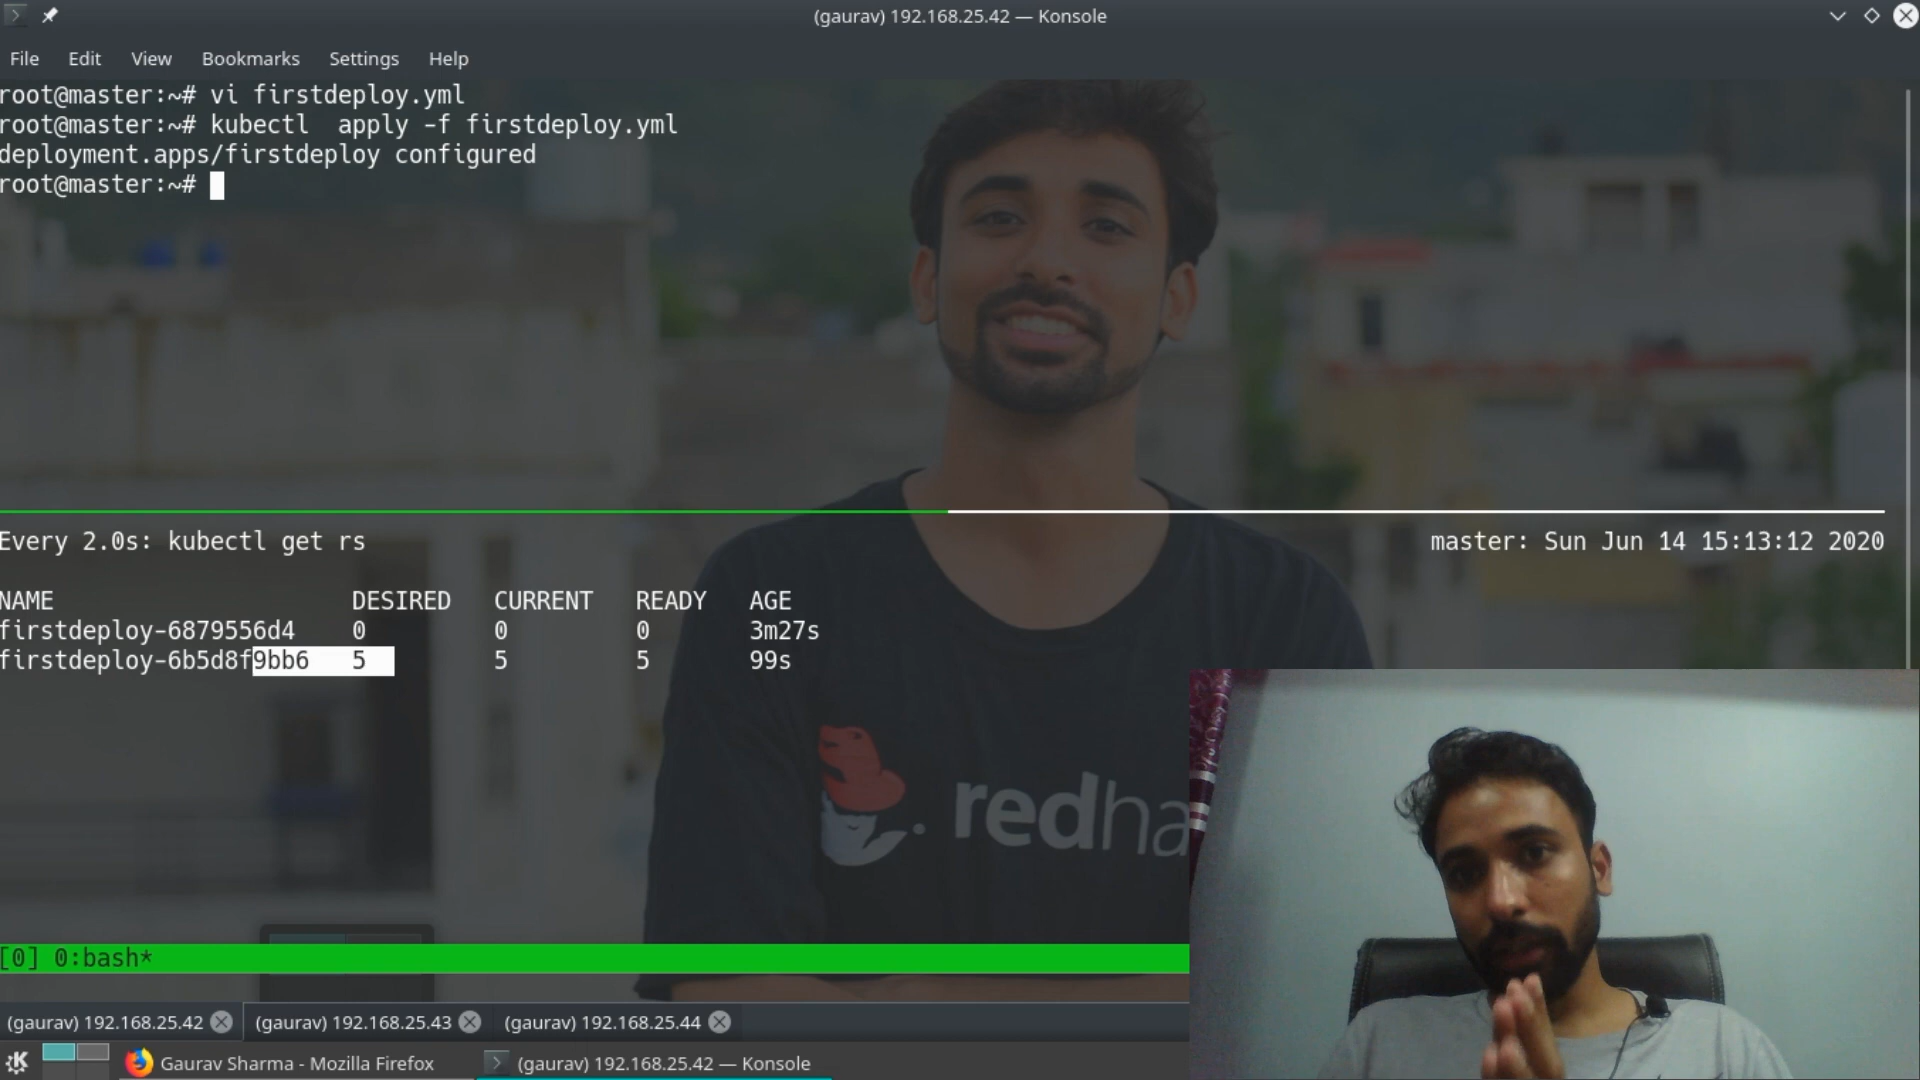 (gaurav) 192.168.25.42 — Konsole
File Edit View Bookmarks Settings Help
root@master:~# vi firstdeploy.yml
root@master:~# kubectl  apply -f firstdeploy.yml
deployment.apps/firstdeploy configured
root@master:~#
Every 2.0s: kubectl get rs master: Sun Jun 14 15:13:12 2020
NAME DESIRED CURRENT READY AGE
firstdeploy-6879556d4 0 0 0 3m27s
firstdeploy-6b5d8f9bb6 5 5 5 99s
redha
[0] 0:bash*
(gaurav) 192.168.25.42 (gaurav) 192.168.25.43 (gaurav) 192.168.25.44
Gaurav Sharma - Mozilla Firefox (gaurav) 192.168.25.42 — Konsole